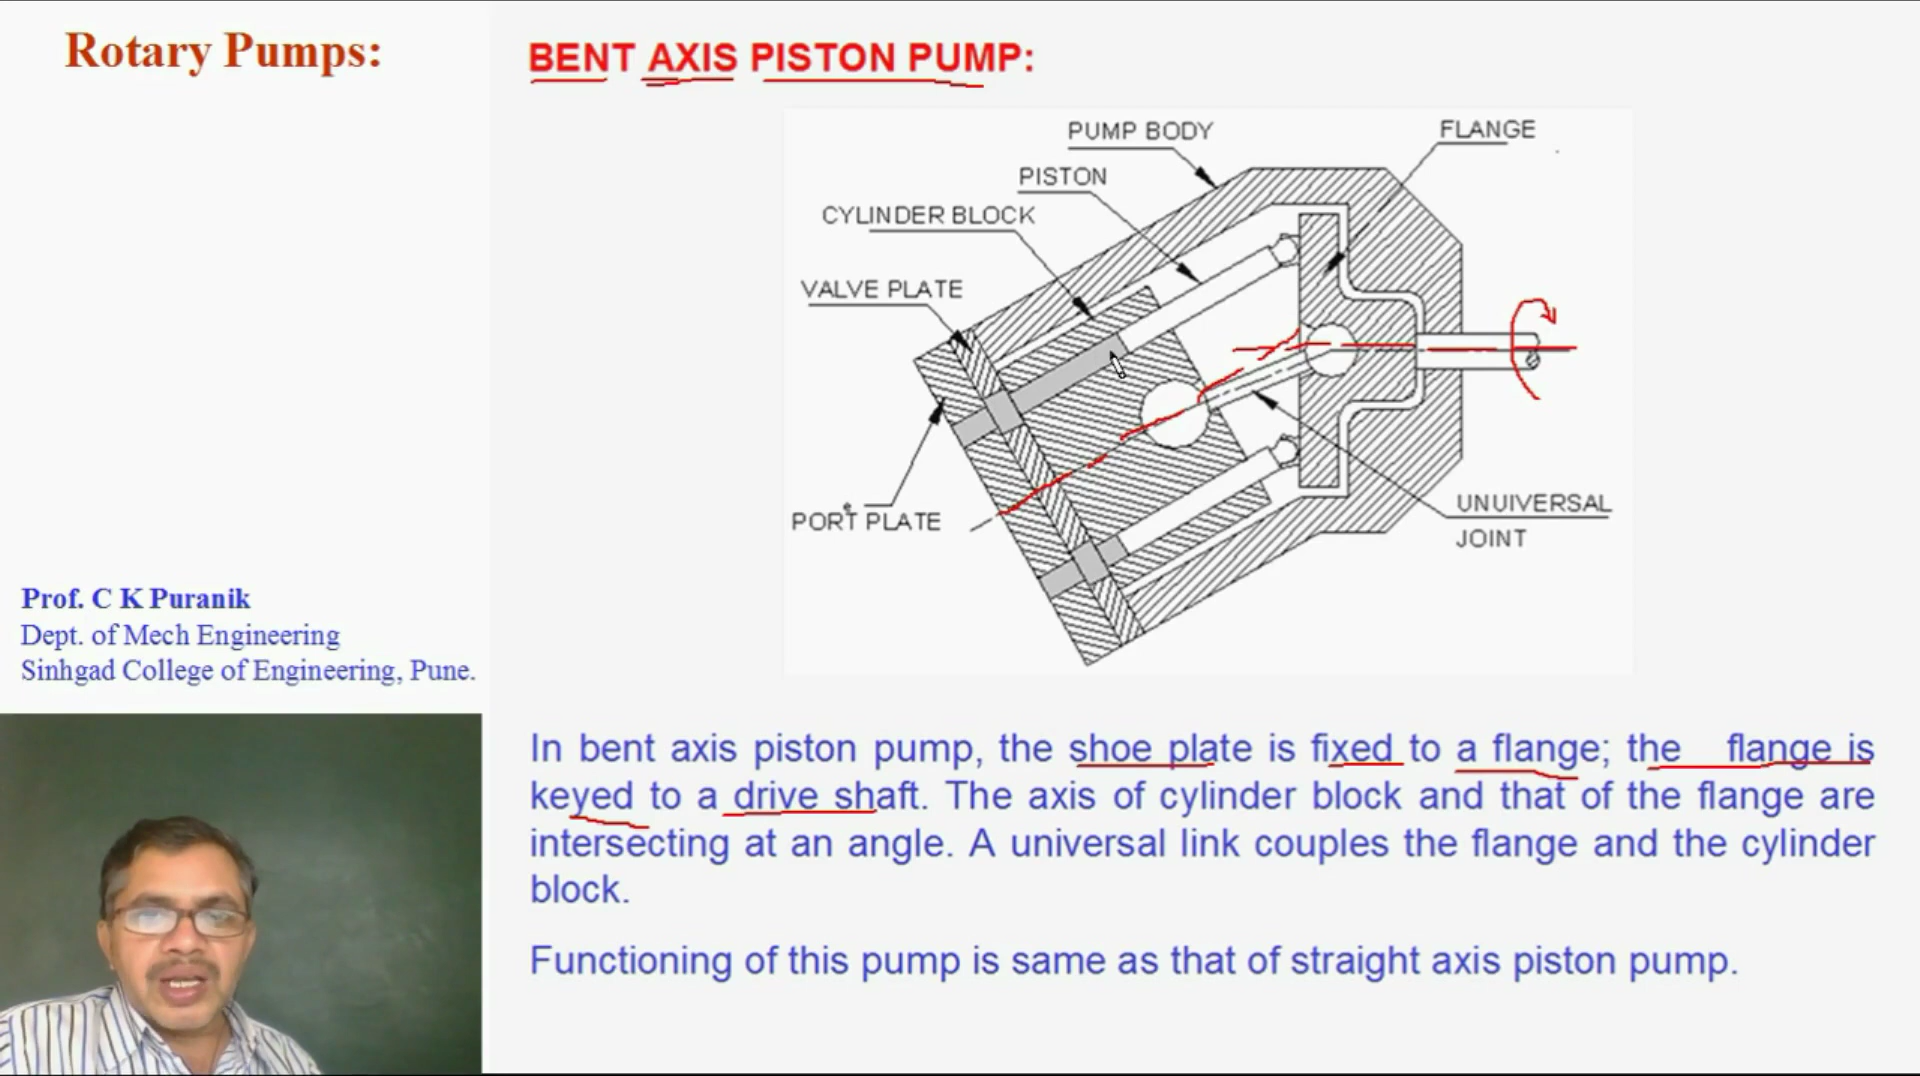 Rotary Pumps:
BENT AXIS PISTON PUMP:
PUMP BODY
FLANGE
PISTON
CYLINDER BLOCK
VALVE PLATE
PORT PLATE
UNUIVERSAL
JOINT
Prof. C K Puranik
Dept. of Mech Engineering
Sinhgad College of Engineering, Pune.
In bent axis piston pump, the shoe plate is fixed to a flange; the flange is
keyed to a drive shaft. The axis of cylinder block and that of the flange are
intersecting at an angle. A universal link couples the flange and the cylinder
block.
Functioning of this pump is same as that of straight axis piston pump.